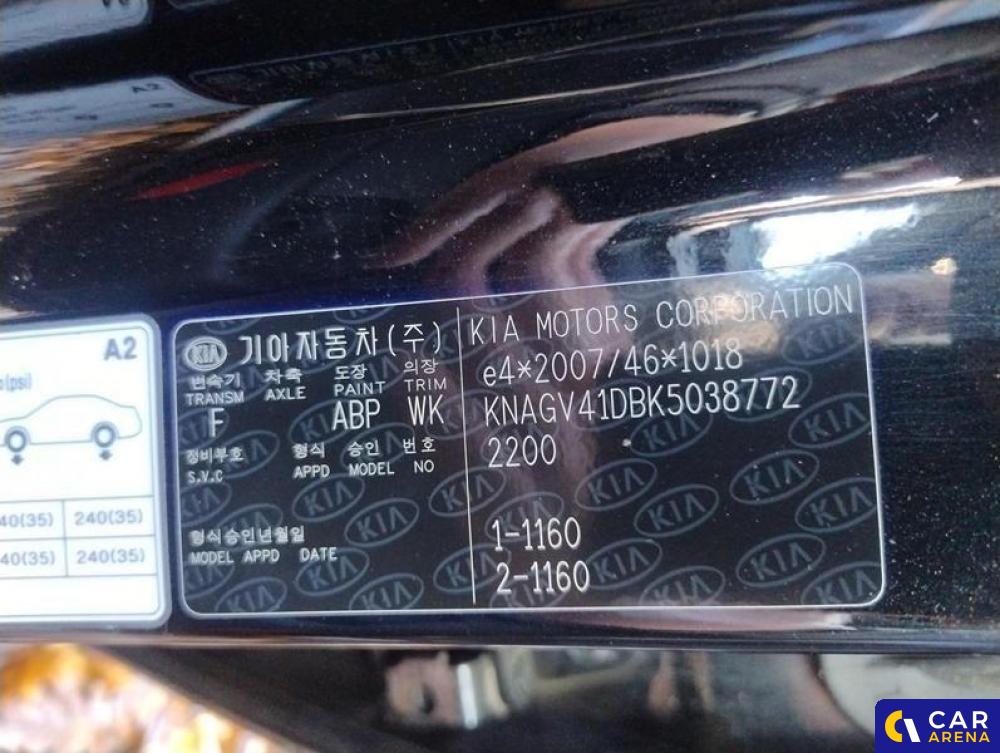 A2
A2
(psi)
40(35) 240(35)
40(35) 240(35)
KIA 기아자동차(주)
변속기 차축 도장 의장
TRANSM AXLE PAINT TRIM
F ABP WK
정비부호 형식 승인 번호
S.V.C APPD MODEL NO
형식승인년월일
MODEL APPD DATE
KIA MOTORS CORPORATION
e4*2007/46*1018
KNAGV41DBK5038772
2200
1-1160
2-1160
CAR
ARENA